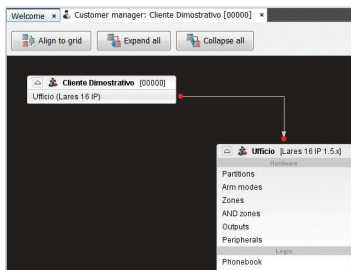 Welcome × Customer manager: Cliente Dimostrativo [00000] ×
Align to grid Expand all Collapse all
Cliente Dimostrativo [00000]
Ufficio (Lares 16 IP)
Ufficio [Lares 16 IP 1.5.x]
Hardware
Partitions
Arm modes
Zones
AND zones
Outputs
Peripherals
Logic
Phonebook